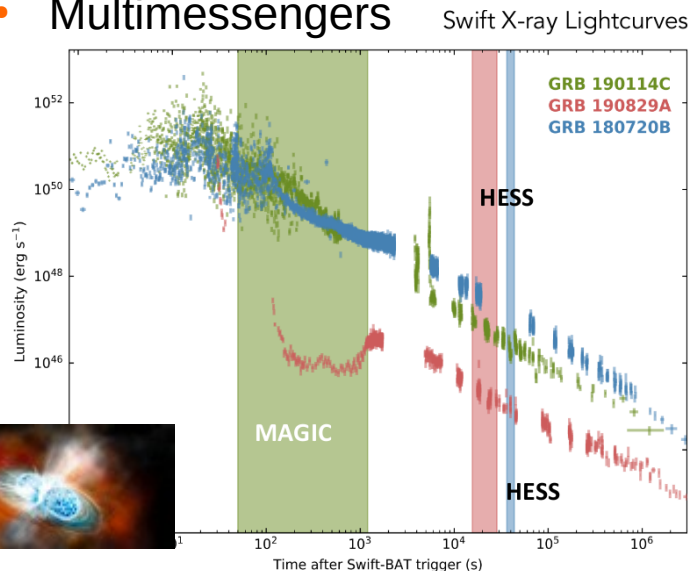 Multimessengers
Swift X-ray Lightcurves
GRB 190114C
GRB 190829A
GRB 180720B
10⁵²
10⁵⁰
10⁴⁸
10⁴⁶
Luminosity (erg s⁻¹)
HESS
MAGIC
HESS
10² 10³ 10⁴ 10⁵ 10⁶
Time after Swift-BAT trigger (s)